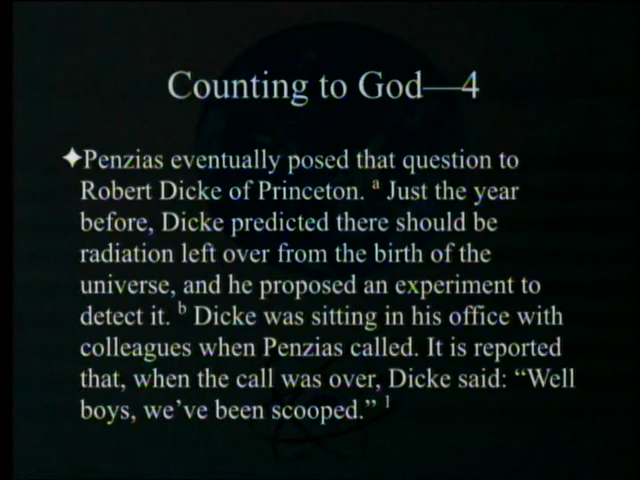 Counting to God—4
✦Penzias eventually posed that question to
Robert Dicke of Princeton. a Just the year
before, Dicke predicted there should be
radiation left over from the birth of the
universe, and he proposed an experiment to
detect it. b Dicke was sitting in his office with
colleagues when Penzias called. It is reported
that, when the call was over, Dicke said: “Well
boys, we’ve been scooped.” 1